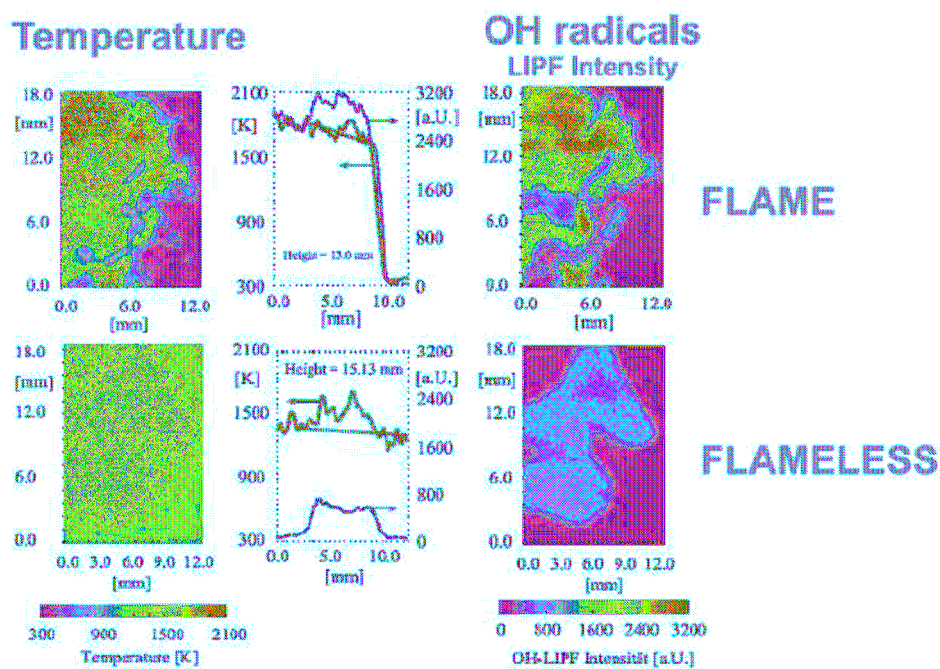 Temperature
OH radicals
LIPF Intensity
18.0
[mm]
12.0
6.0
0.0
0.0 6.0 12.0
[mm]
2100
[K]
1500
900
300
3200
[a.U.]
2400
1600
800
0
Height = 15.0 mm
0.0 5.0 10.0
[mm]
18.0
[mm]
12.0
6.0
0.0
0.0 6.0 12.0
[mm]
FLAME
18.0
[mm]
12.0
6.0
0.0
0.0 3.0 6.0 9.0 12.0
[mm]
2100
[K]
1500
900
300
3200
[a.U.]
2400
1600
800
0
Height = 15.13 mm
0.0 5.0 10.0
[mm]
18.0
[mm]
12.0
6.0
0.0
0.0 3.0 6.0 9.0 12.0
[mm]
FLAMELESS
300 900 1500 2100
Temperature [K]
0 800 1600 2400 3200
OH-LIPF Intensität [a.U.]